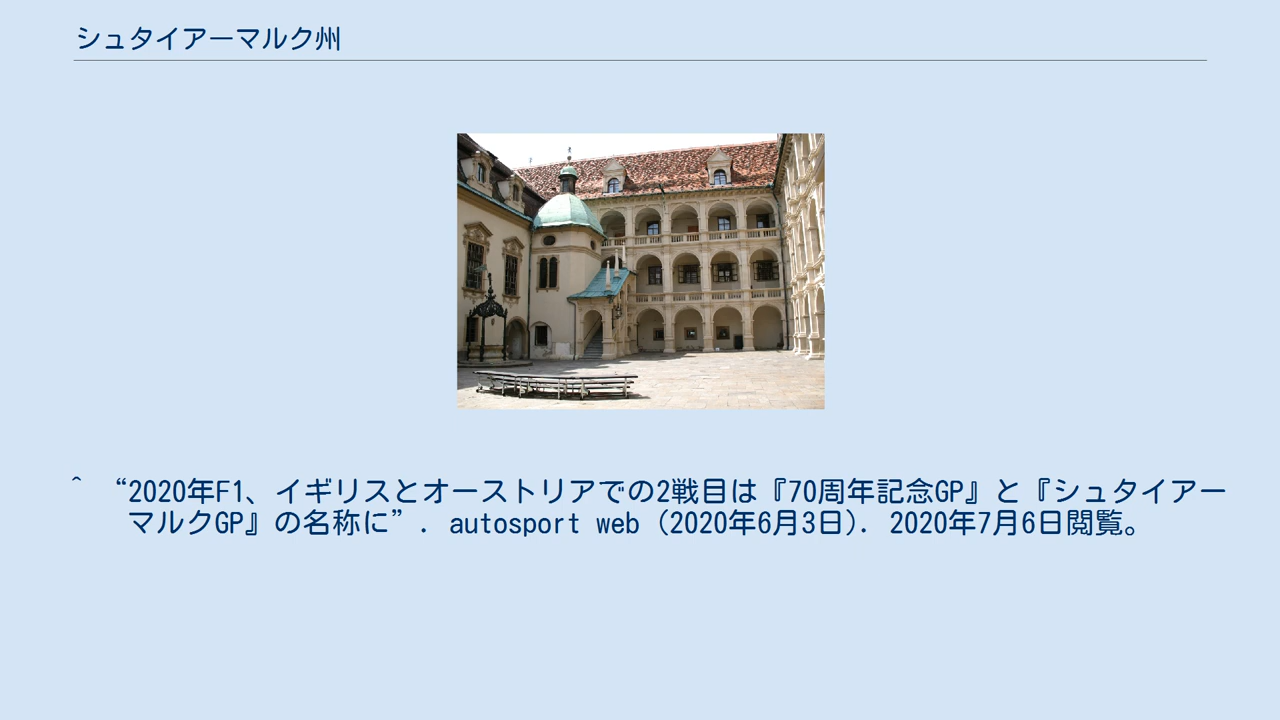 シュタイアーマルク州
^ “2020年F1、イギリスとオーストリアでの2戦目は『70周年記念GP』と『シュタイアー
マルクGP』の名称に”. autosport web (2020年6月3日). 2020年7月6日閲覧。